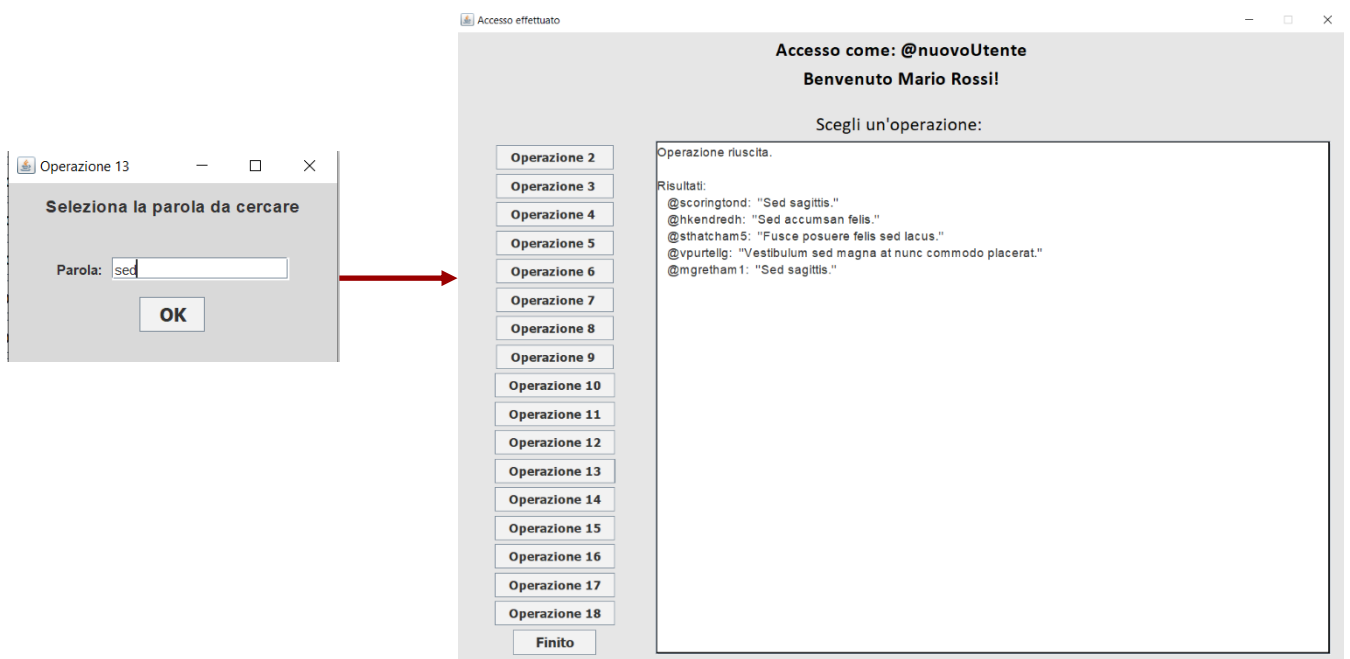 Operazione 13
Seleziona la parola da cercare
Parola: sed
OK
Accesso effettuato
Accesso come: @nuovoUtente
Benvenuto Mario Rossi!
Scegli un'operazione:
Operazione 2
Operazione 3
Operazione 4
Operazione 5
Operazione 6
Operazione 7
Operazione 8
Operazione 9
Operazione 10
Operazione 11
Operazione 12
Operazione 13
Operazione 14
Operazione 15
Operazione 16
Operazione 17
Operazione 18
Finito
Operazione riuscita.
Risultati:
@scoringtond: "Sed sagittis."
@hkendredh: "Sed accumsan felis."
@sthatcham5: "Fusce posuere felis sed lacus."
@vpurtellg: "Vestibulum sed magna at nunc commodo placerat."
@mgretham1: "Sed sagittis."